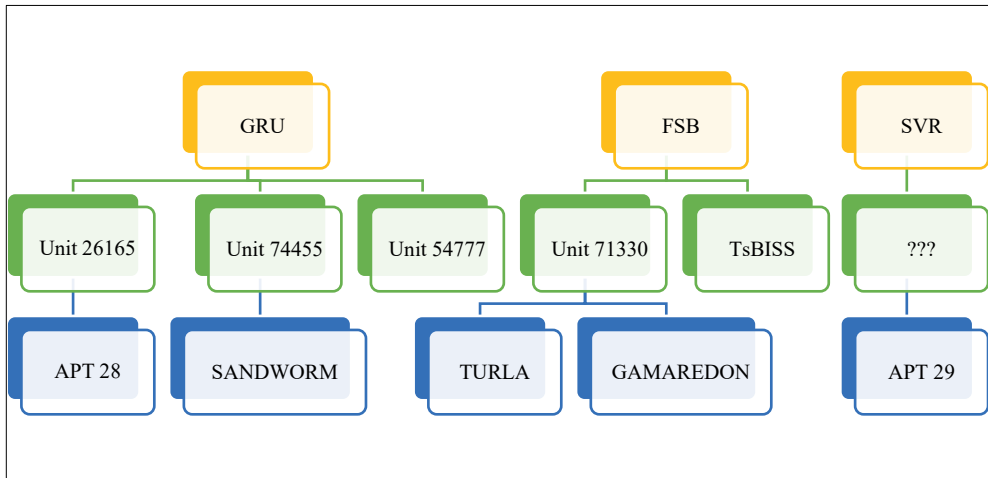 GRU
FSB
SVR
Unit 26165
Unit 74455
Unit 54777
Unit 71330
TsBISS
???
APT 28
SANDWORM
TURLA
GAMAREDON
APT 29